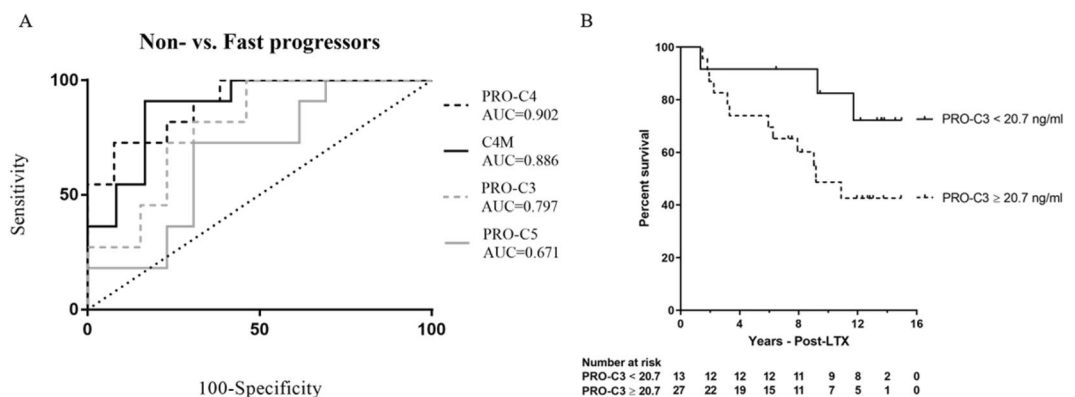 A
Non- vs. Fast progressors
100
50
0
Sensitivity
0
50
100
100-Specificity
PRO-C4
AUC=0.902
C4M
AUC=0.886
PRO-C3
AUC=0.797
PRO-C5
AUC=0.671
B
100
80
60
40
20
0
Percent survival
0 4 8 12 16
Years - Post-LTX
PRO-C3 < 20.7 ng/ml
PRO-C3 ≥ 20.7 ng/ml
Number at risk
PRO-C3 < 20.7 13 12 12 12 11 9 8 2 0
PRO-C3 ≥ 20.7 27 22 19 15 11 7 5 1 0